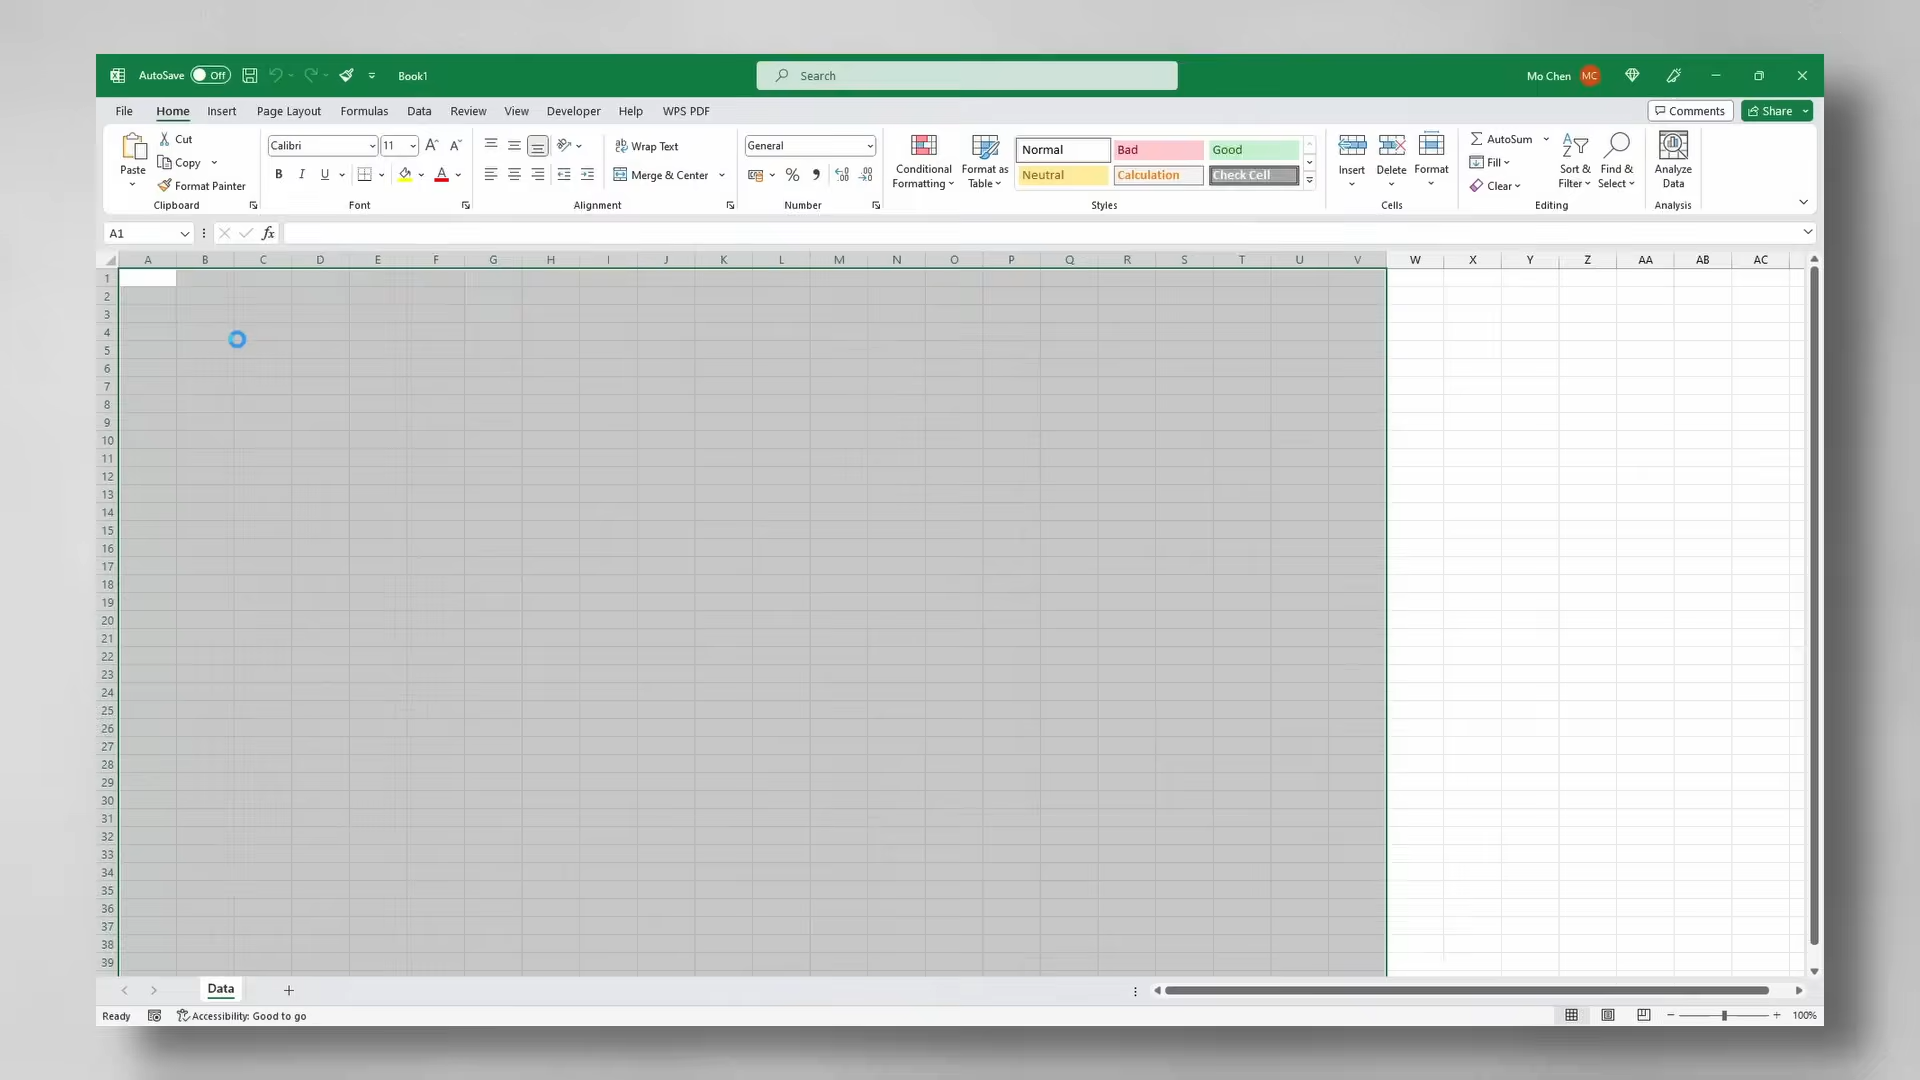 AutoSave Off Book1 Search Mo Chen MC
File Home Insert Page Layout Formulas Data Review View Developer Help WPS PDF Comments Share
Paste Cut Copy Format Painter Clipboard
Calibri 11 B I U A Font
Wrap Text Merge & Center Alignment
General % Number
Conditional Formatting Format as Table Normal Bad Good Neutral Calculation Check Cell Styles
Insert Delete Format Cells
AutoSum Fill Clear Sort & Filter Find & Select Editing
Analyze Data Analysis
A1 fx
A B C D E F G H I J K L M N O P Q R S T U V W X Y Z AA AB AC
1
2
3
4
5
6
7
8
9
10
11
12
13
14
15
16
17
18
19
20
21
22
23
24
25
26
27
28
29
30
31
32
33
34
35
36
37
38
39
Data
Ready Accessibility: Good to go 100%